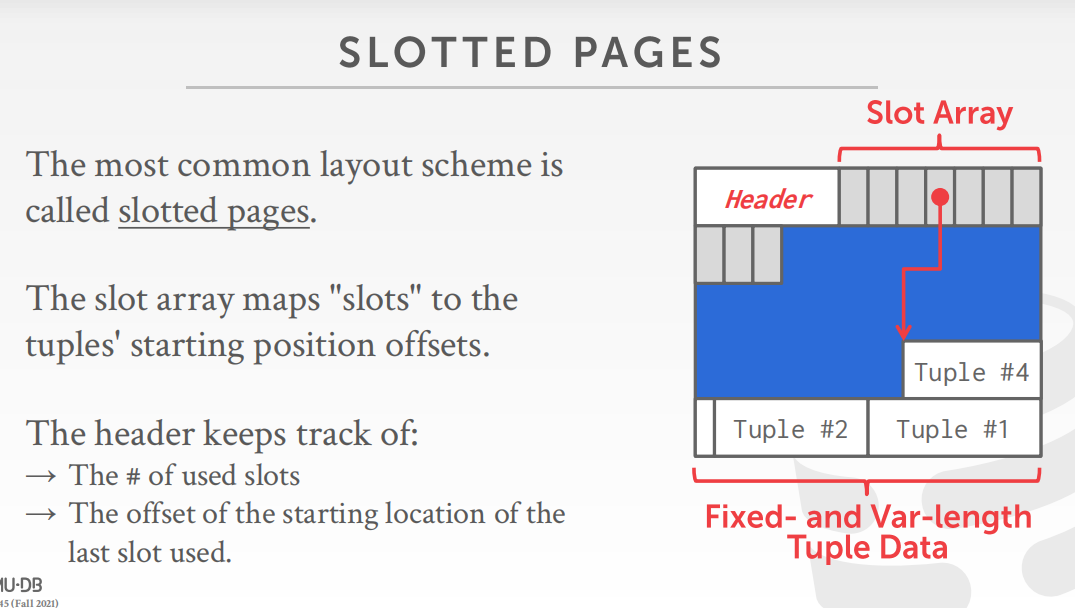 SLOTTED PAGES
The most common layout scheme is
called slotted pages.
The slot array maps "slots" to the
tuples' starting position offsets.
The header keeps track of:
→ The # of used slots
→ The offset of the starting location of the
last slot used.
Slot Array
Header
Tuple #4
Tuple #2
Tuple #1
Fixed- and Var-length
Tuple Data
MU·DB
45 (Fall 2021)